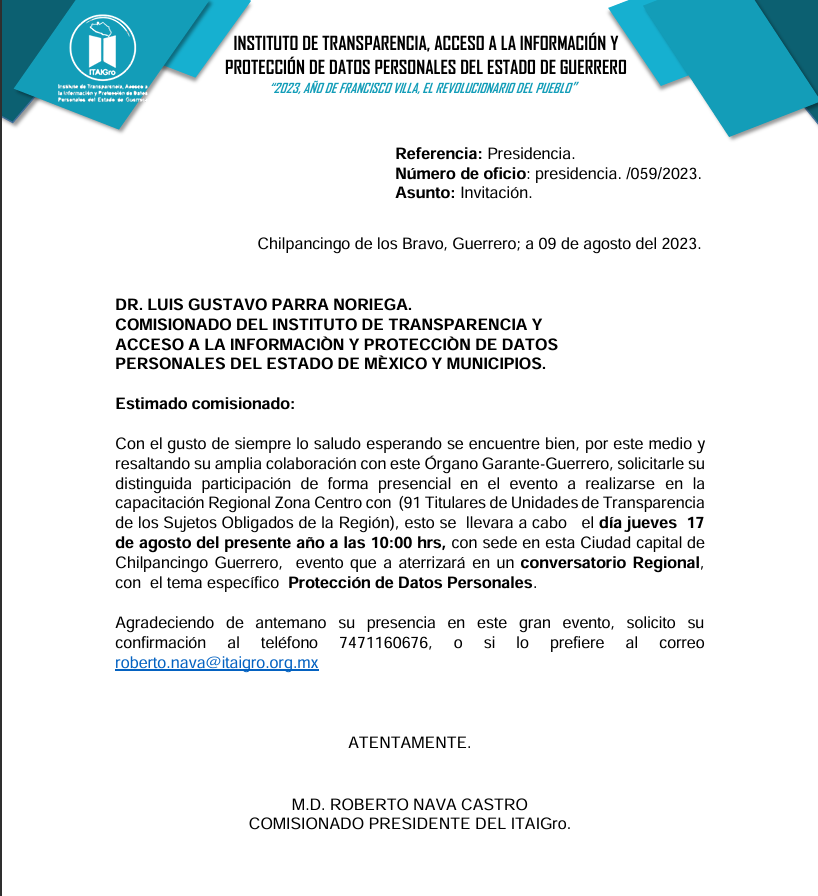 ITAIGro
Instituto de Transparencia, Acceso a
la Información y Protección de Datos
Personales del Estado de Guerrero
INSTITUTO DE TRANSPARENCIA, ACCESO A LA INFORMACIÓN Y
PROTECCIÓN DE DATOS PERSONALES DEL ESTADO DE GUERRERO
“2023, AÑO DE FRANCISCO VILLA, EL REVOLUCIONARIO DEL PUEBLO”
Referencia: Presidencia.
Número de oficio: presidencia. /059/2023.
Asunto: Invitación.
Chilpancingo de los Bravo, Guerrero; a 09 de agosto del 2023.
DR. LUIS GUSTAVO PARRA NORIEGA.
COMISIONADO DEL INSTITUTO DE TRANSPARENCIA Y
ACCESO A LA INFORMACIÒN Y PROTECCIÒN DE DATOS
PERSONALES DEL ESTADO DE MÈXICO Y MUNICIPIOS.
Estimado comisionado:
Con el gusto de siempre lo saludo esperando se encuentre bien, por este medio y
resaltando su amplia colaboración con este Órgano Garante-Guerrero, solicitarle su
distinguida participación de forma presencial en el evento a realizarse en la
capacitación Regional Zona Centro con (91 Titulares de Unidades de Transparencia
de los Sujetos Obligados de la Región), esto se llevara a cabo el día jueves 17
de agosto del presente año a las 10:00 hrs, con sede en esta Ciudad capital de
Chilpancingo Guerrero, evento que a aterrizará en un conversatorio Regional,
con el tema específico Protección de Datos Personales.
Agradeciendo de antemano su presencia en este gran evento, solicito su
confirmación al teléfono 7471160676, o si lo prefiere al correo
roberto.nava@itaigro.org.mx
ATENTAMENTE.
M.D. ROBERTO NAVA CASTRO
COMISIONADO PRESIDENTE DEL ITAIGro.